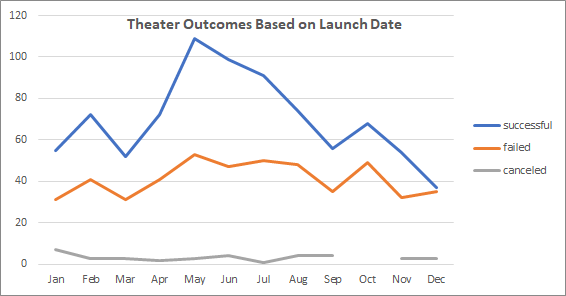 Theater Outcomes Based on Launch Date
120
100
80
60
40
20
0
Jan Feb Mar Apr May Jun Jul Aug Sep Oct Nov Dec
successful
failed
canceled